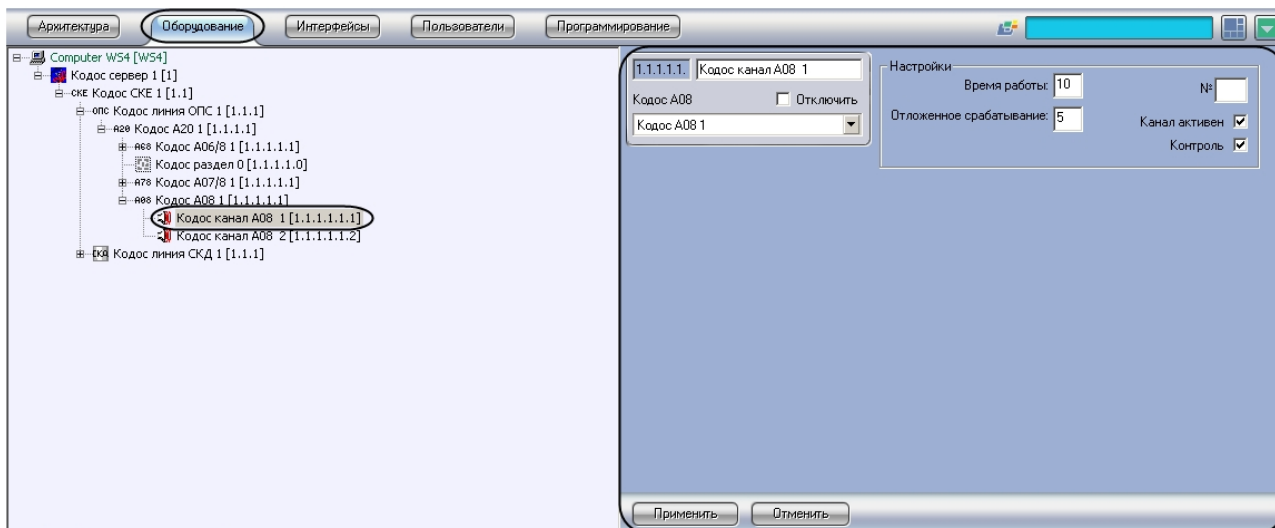 Архитектура
Оборудование
Интерфейсы
Пользователи
Программирование
Computer WS4 [WS4]
Кодос сервер 1 [1]
СКЕ Кодос СКЕ 1 [1.1]
ОПС Кодос линия ОПС 1 [1.1.1]
A20 Кодос А20 1 [1.1.1.1]
Кодос А06/8 1 [1.1.1.1.1]
Кодос раздел 0 [1.1.1.1.0]
A78 Кодос А07/8 1 [1.1.1.1.1]
A08 Кодос А08 1 [1.1.1.1.1]
Кодос канал А08 1 [1.1.1.1.1.1]
Кодос канал А08 2 [1.1.1.1.1.2]
СКД Кодос линия СКД 1 [1.1.1]
1.1.1.1.1. Кодос канал А08 1
Кодос А08 Отключить
Кодос А08 1
Настройки
Время работы: 10 №
Отложенное срабатывание: 5 Канал активен
Контроль
Применить
Отменить